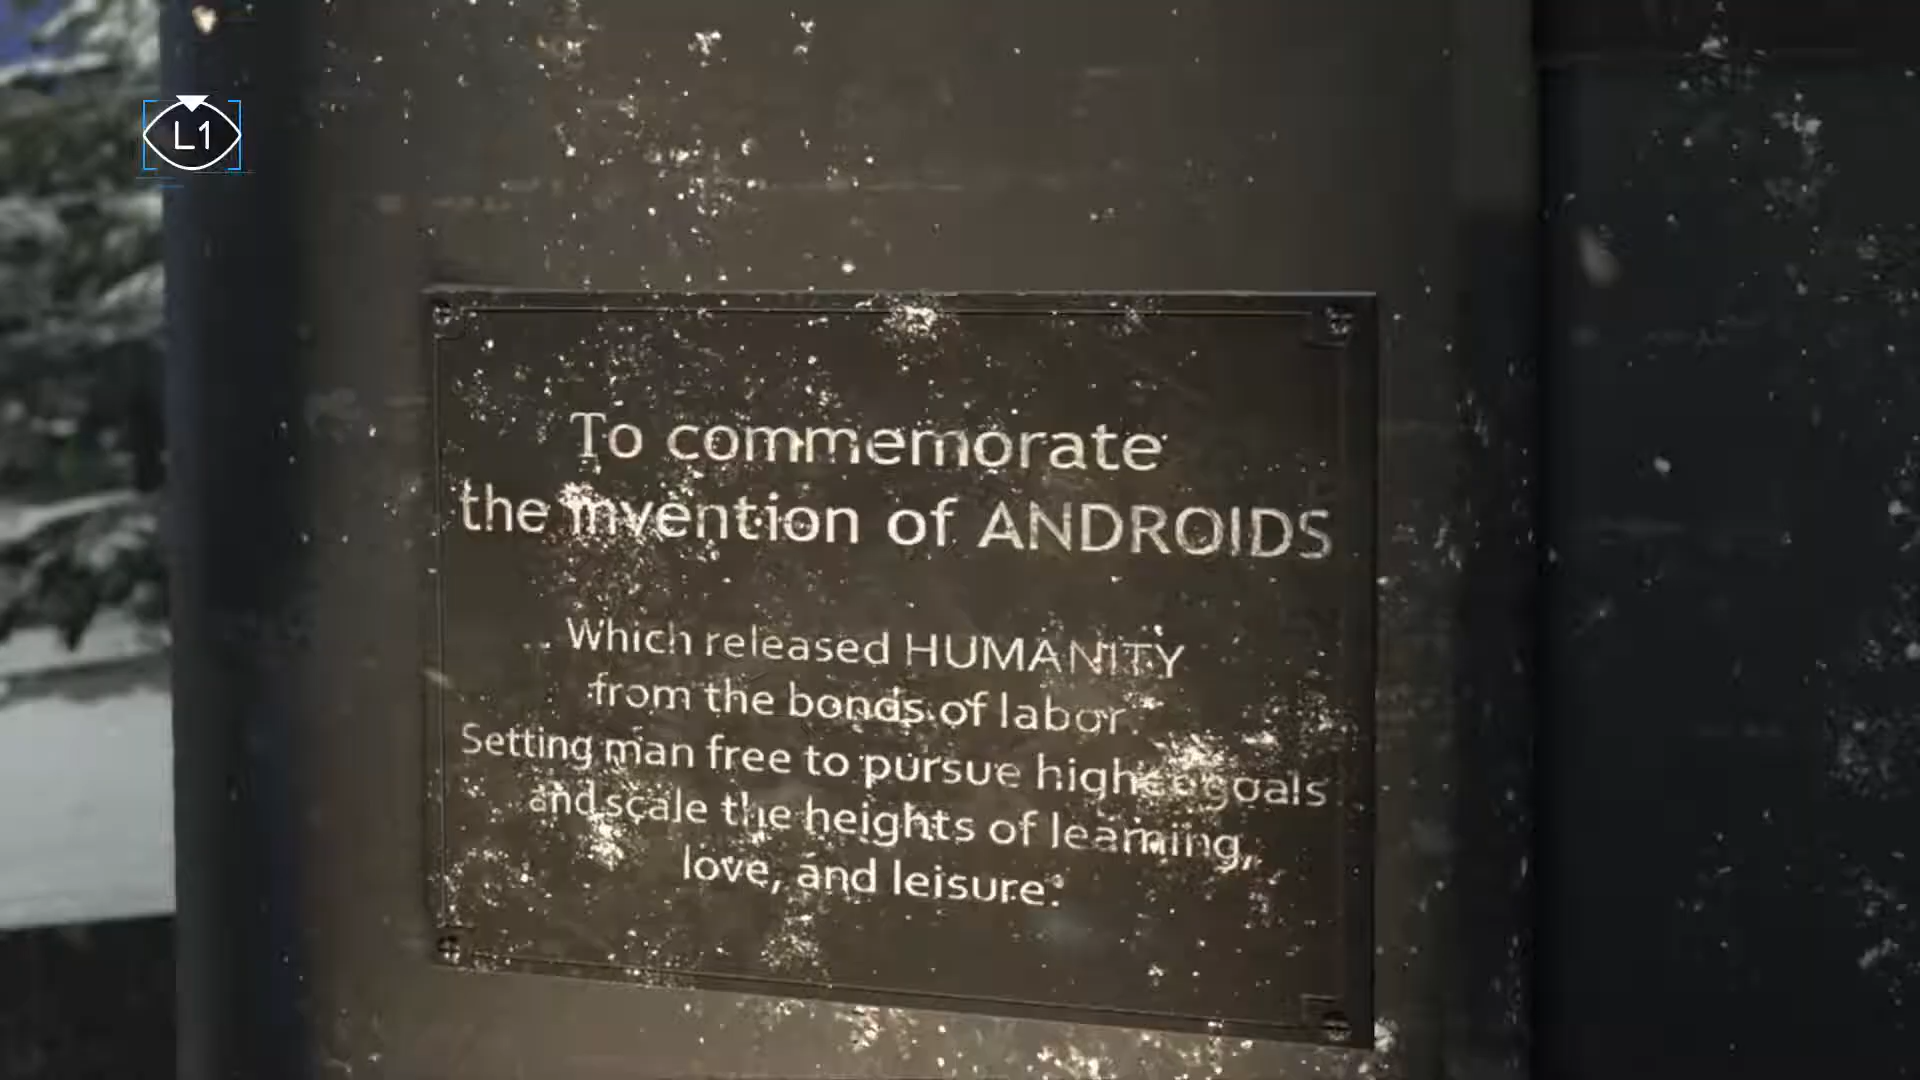 L1
To commemorate
the invention of ANDROIDS
Which released HUMANITY
from the bonds of labor.
Setting man free to pursue higher goals
and scale the heights of learning,
love, and leisure.